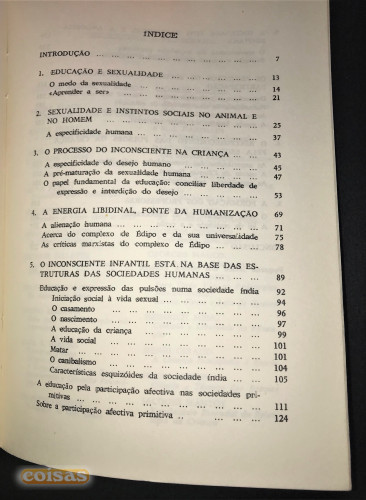 ÍNDICE
INTRODUÇÃO ... ... ... ... ... ... ... ... ... 7
1. EDUCAÇÃO E SEXUALIDADE ... ... ... ... ... 13
O medo da sexualidade ... ... ... ... ... ... 14
«Aprender a ser» ... ... ... ... ... ... ... 21
2. SEXUALIDADE E INSTINTOS SOCIAIS NO ANIMAL E
NO HOMEM ... ... ... ... ... ... ... ... 25
A especificidade humana ... ... ... ... ... ... 37
3. O PROCESSO DO INCONSCIENTE NA CRIANÇA ... ... 43
A especificidade do desejo humano ... ... ... ... 45
A pré-maturação da sexualidade humana ... ... ... 47
O papel fundamental da educação: conciliar liberdade de
expressão e interdição do desejo ... ... ... ... 53
4. A ENERGIA LIBIDINAL, FONTE DA HUMANIZAÇÃO 69
A alienação humana ... ... ... ... ... ... ... 71
Acerca do complexo de Édipo e da sua universalidade 75
As críticas marxistas do complexo de Édipo ... ... 78
5. O INCONSCIENTE INFANTIL ESTÁ NA BASE DAS ES-
TRUTURAS DAS SOCIEDADES HUMANAS ... ... ... 89
Educação e expressão das pulsões numa sociedade índia 92
Iniciação social à vida sexual ... ... ... ... ... 94
O casamento ... ... ... ... ... ... ... ... 96
O nascimento ... ... ... ... ... ... ... ... 97
A educação da criança ... ... ... ... ... ... 99
A vida social ... ... ... ... ... ... ... ... 101
Matar ... ... ... ... ... ... ... ... ... 101
O canibalismo ... ... ... ... ... ... ... ... 104
Características esquizóides da sociedade índia ... ... 105
A educação pela participação afectiva nas sociedades pri-
mitivas ... ... ... ... ... ... ... ... ... 111
Sobre a participação afectiva primitiva .. ... ... ... 124
coisas